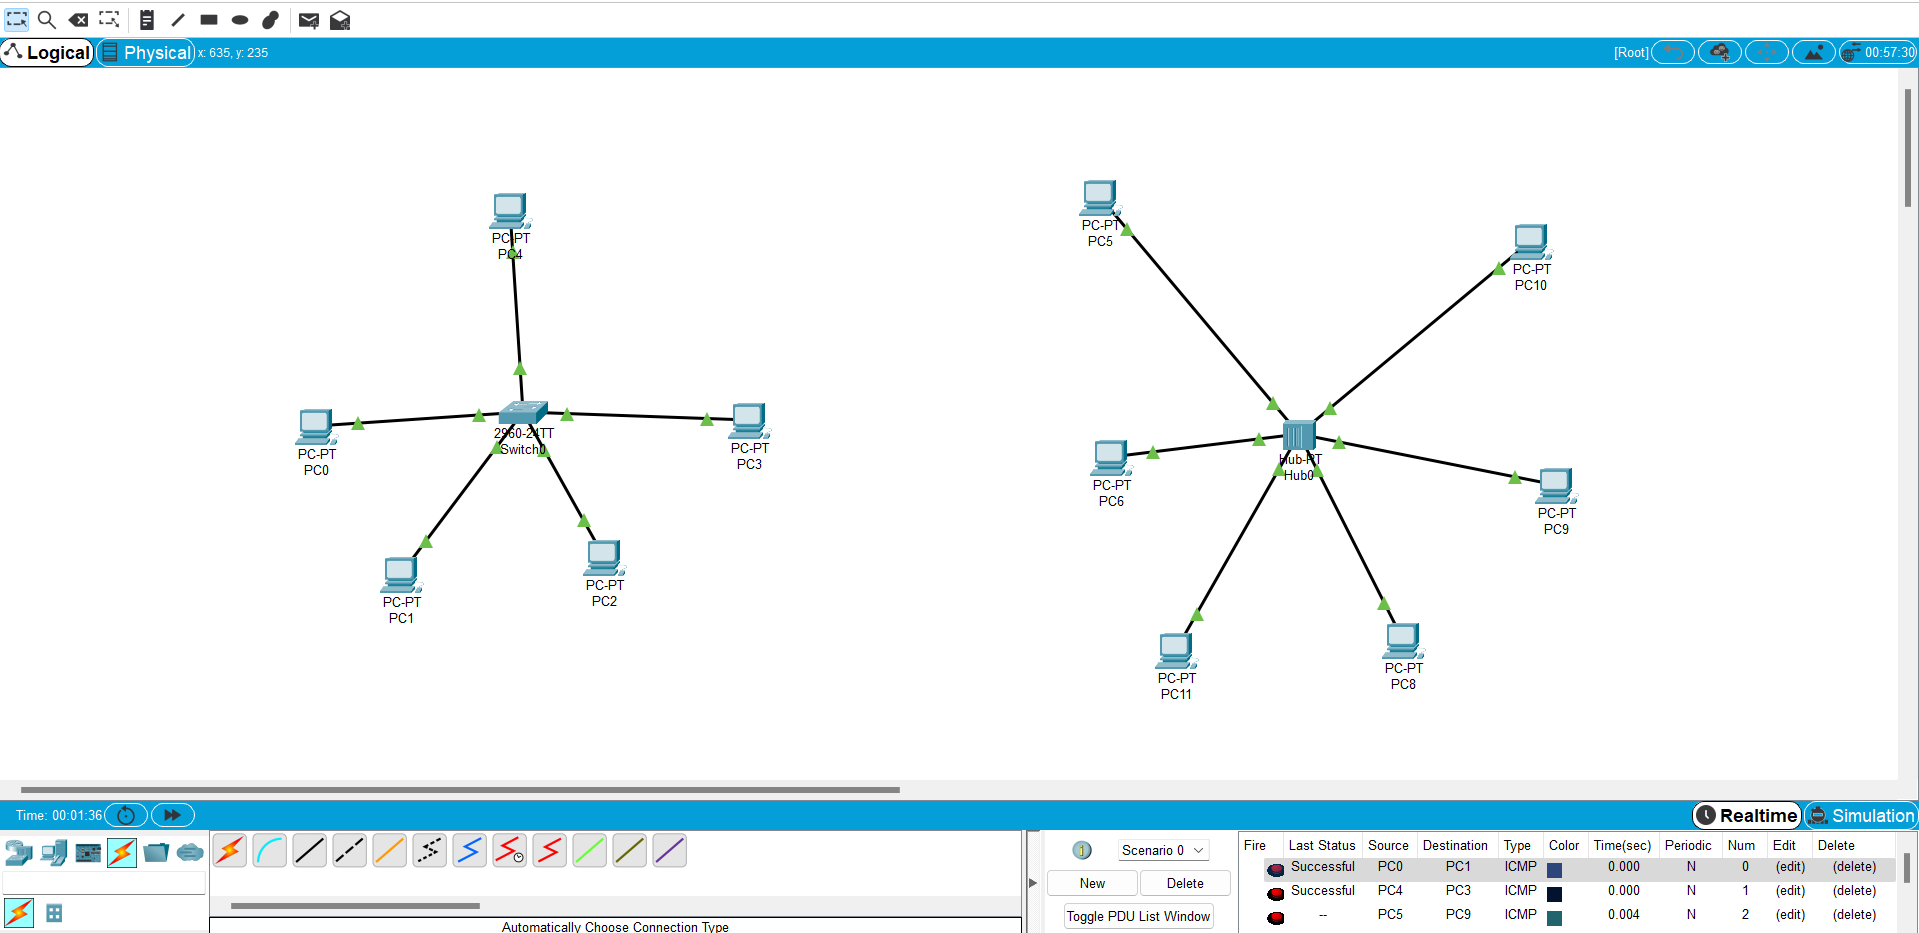 Logical Physical x: 635, y: 235 [Root] 00:57:30
PC-PT
PC4
PC-PT
PC0
2960-24TT
Switch0
PC-PT
PC3
PC-PT
PC1
PC-PT
PC2
PC-PT
PC5
PC-PT
PC10
PC-PT
PC6
Hub-PT
Hub0
PC-PT
PC9
PC-PT
PC11
PC-PT
PC8
Time: 00:01:36 Realtime Simulation
Automatically Choose Connection Type
Scenario 0
New Delete
Toggle PDU List Window
Fire Last Status Source Destination Type Color Time(sec) Periodic Num Edit Delete
Successful PC0 PC1 ICMP 0.000 N 0 (edit) (delete)
Successful PC4 PC3 ICMP 0.000 N 1 (edit) (delete)
-- PC5 PC9 ICMP 0.004 N 2 (edit) (delete)